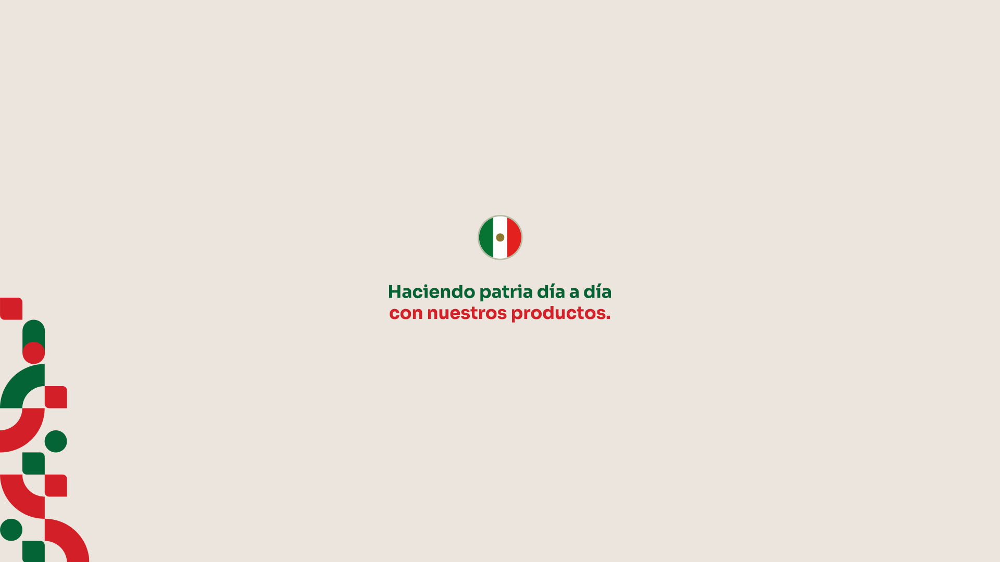 Haciendo patria día a día
con nuestros productos.